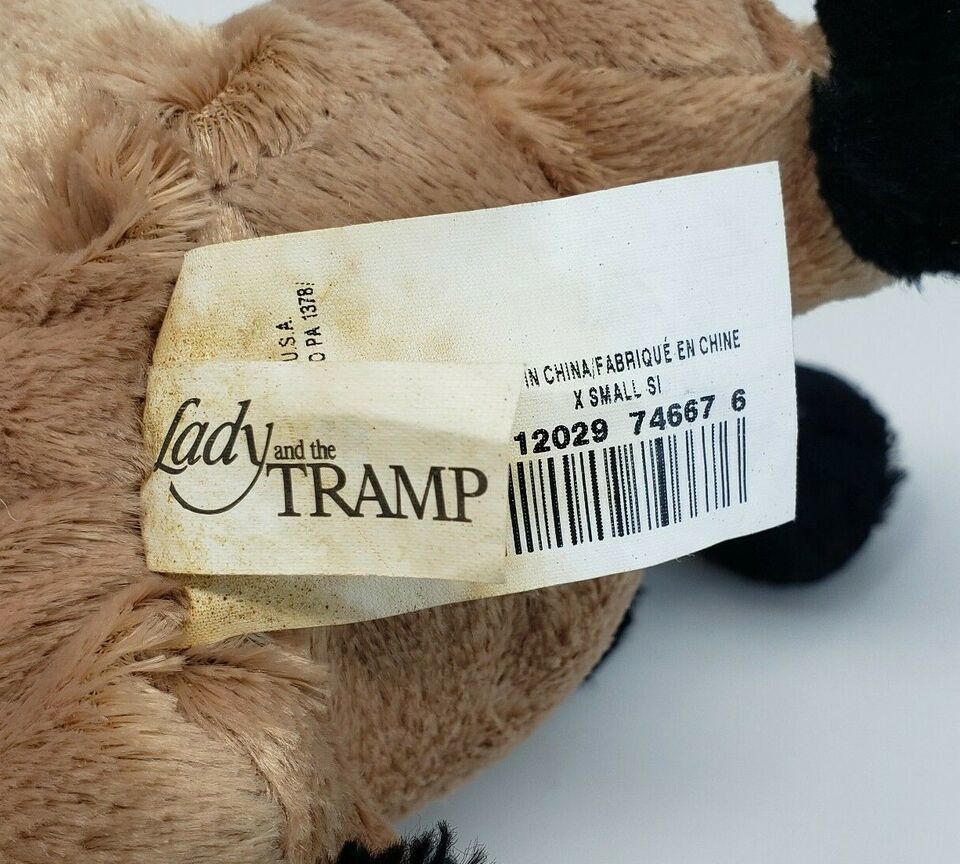 U.S.A.
PA 1378
IN CHINA/FABRIQUÉ EN CHINE
X SMALL SI
12029 74667 6
Lady and the
TRAMP